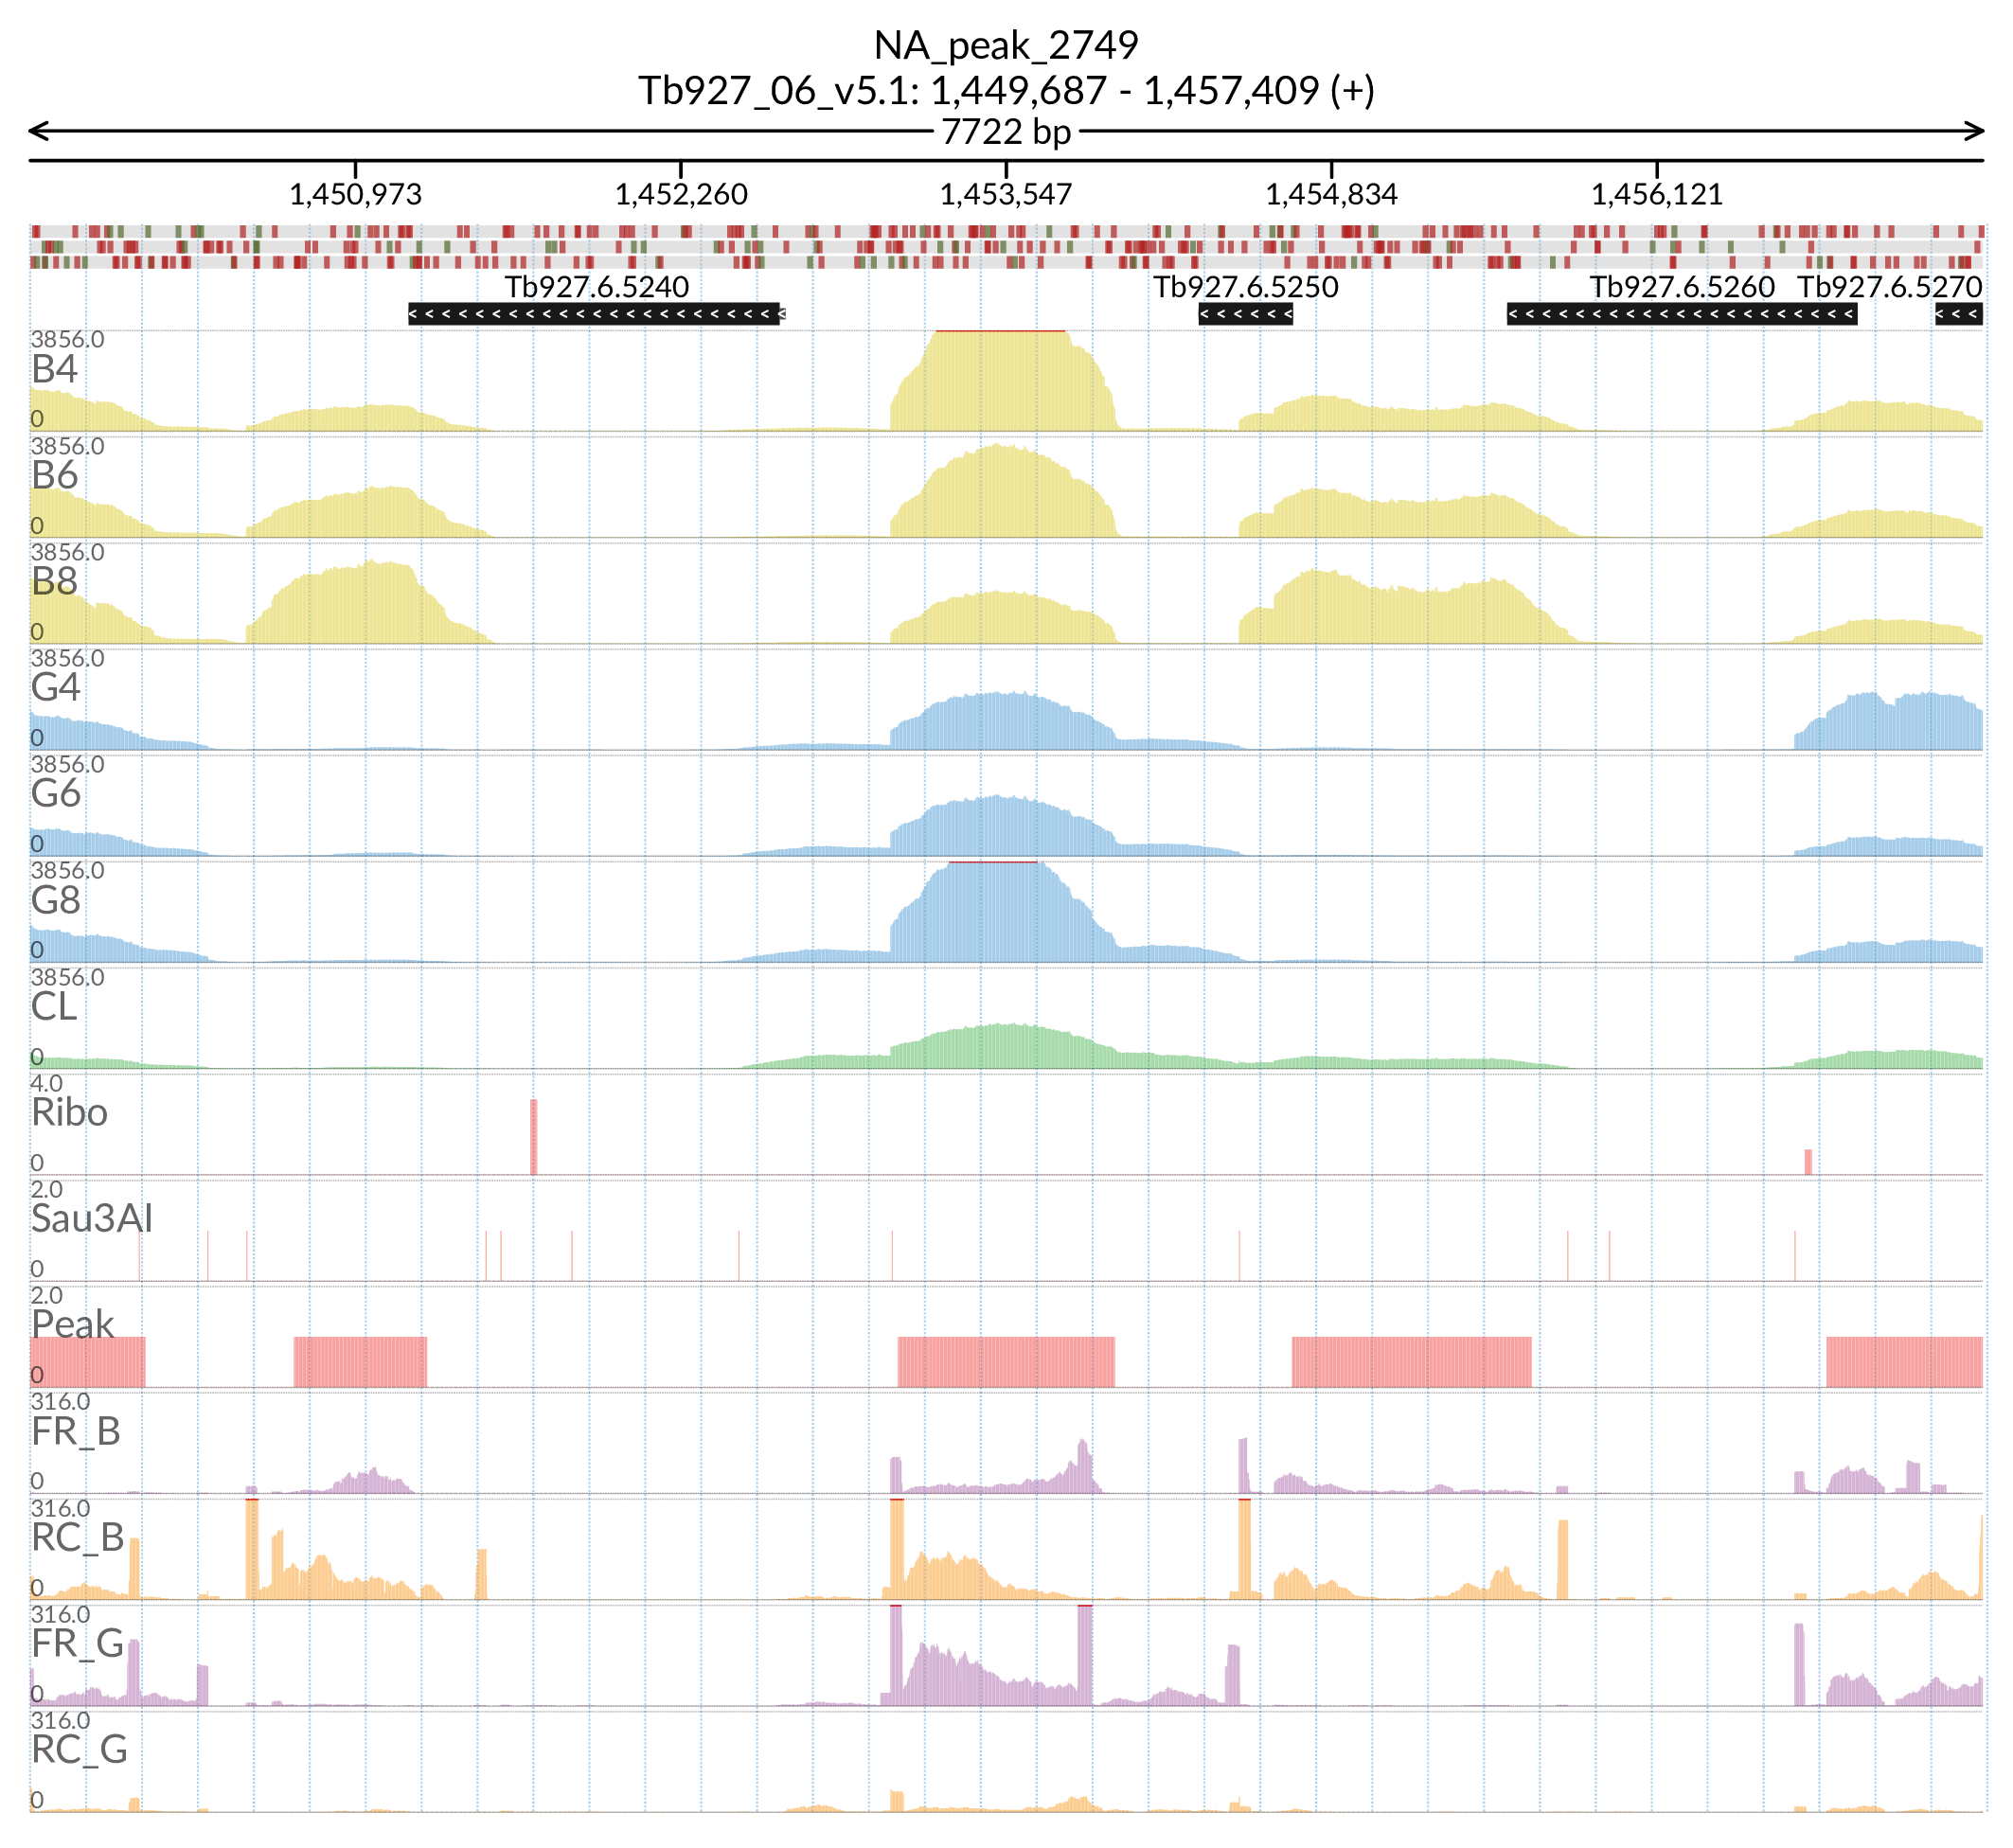 NA_peak_2749
Tb927_06_v5.1: 1,449,687 - 1,457,409 (+)
7722 bp
1,450,973 1,452,260 1,453,547 1,454,834 1,456,121
Tb927.6.5240 Tb927.6.5250 Tb927.6.5260 Tb927.6.5270
3856.0
B4
0
3856.0
B6
0
3856.0
B8
0
3856.0
G4
0
3856.0
G6
0
3856.0
G8
0
3856.0
CL
0
4.0
Ribo
0
2.0
Sau3AI
0
2.0
Peak
0
316.0
FR_B
0
316.0
RC_B
0
316.0
FR_G
0
316.0
RC_G
0